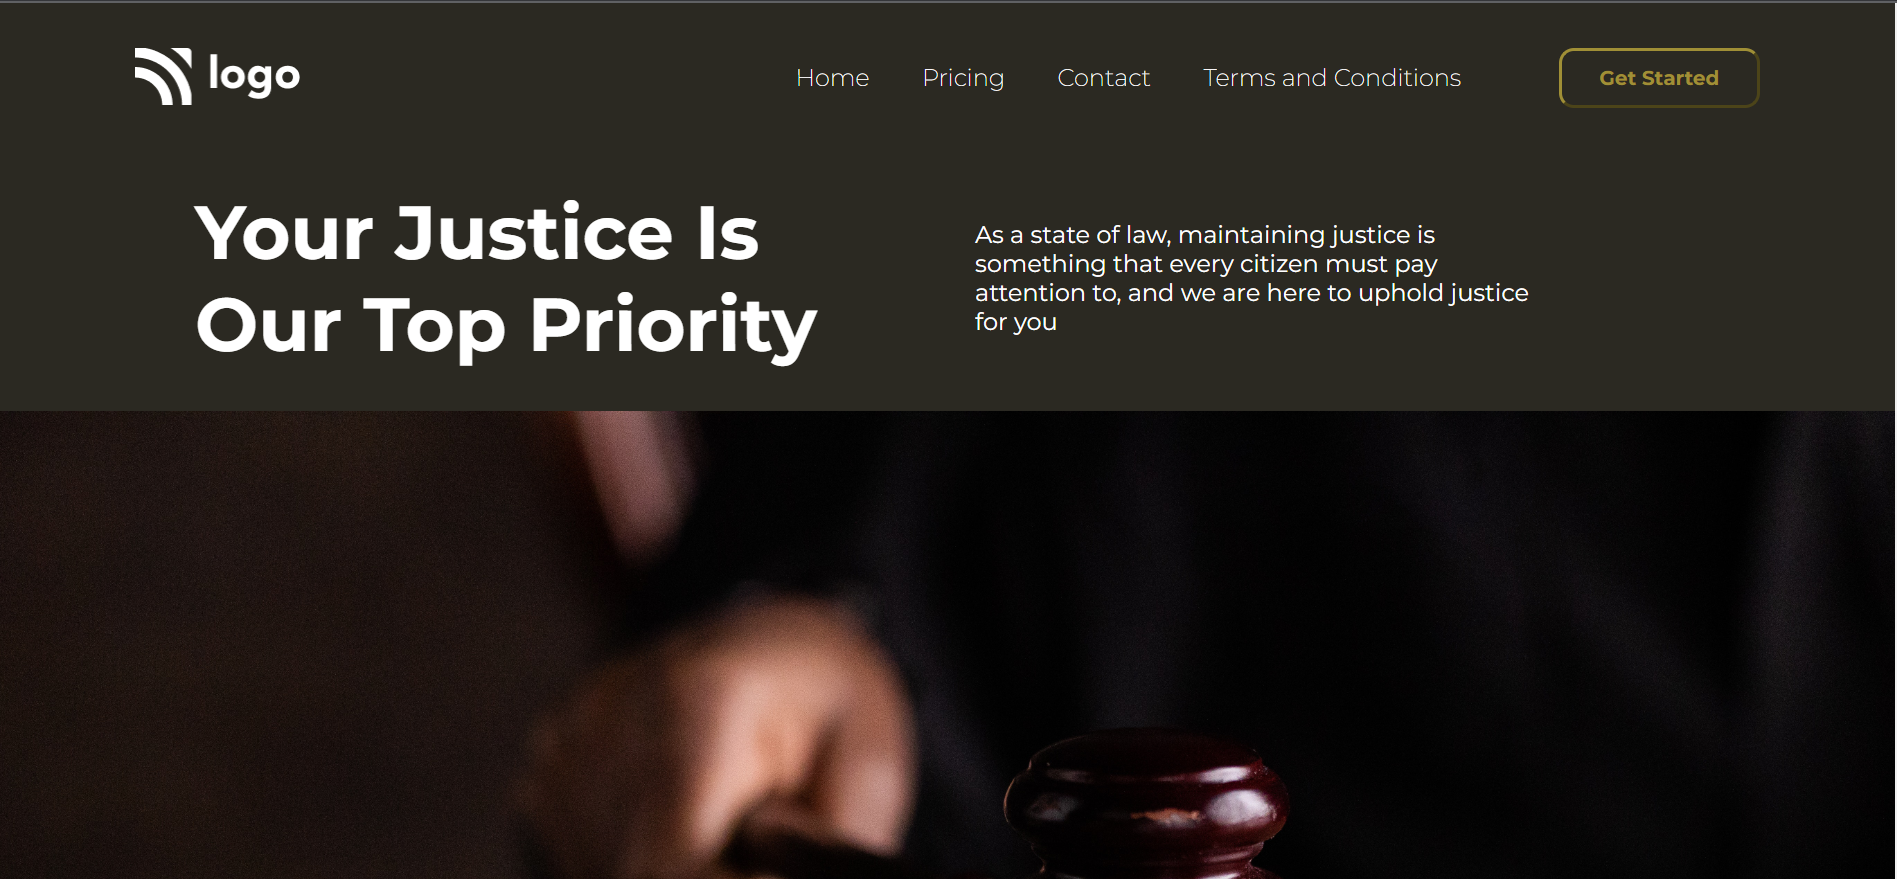 logo
Home Pricing Contact Terms and Conditions Get Started
Your Justice Is
Our Top Priority
As a state of law, maintaining justice is
something that every citizen must pay
attention to, and we are here to uphold justice
for you